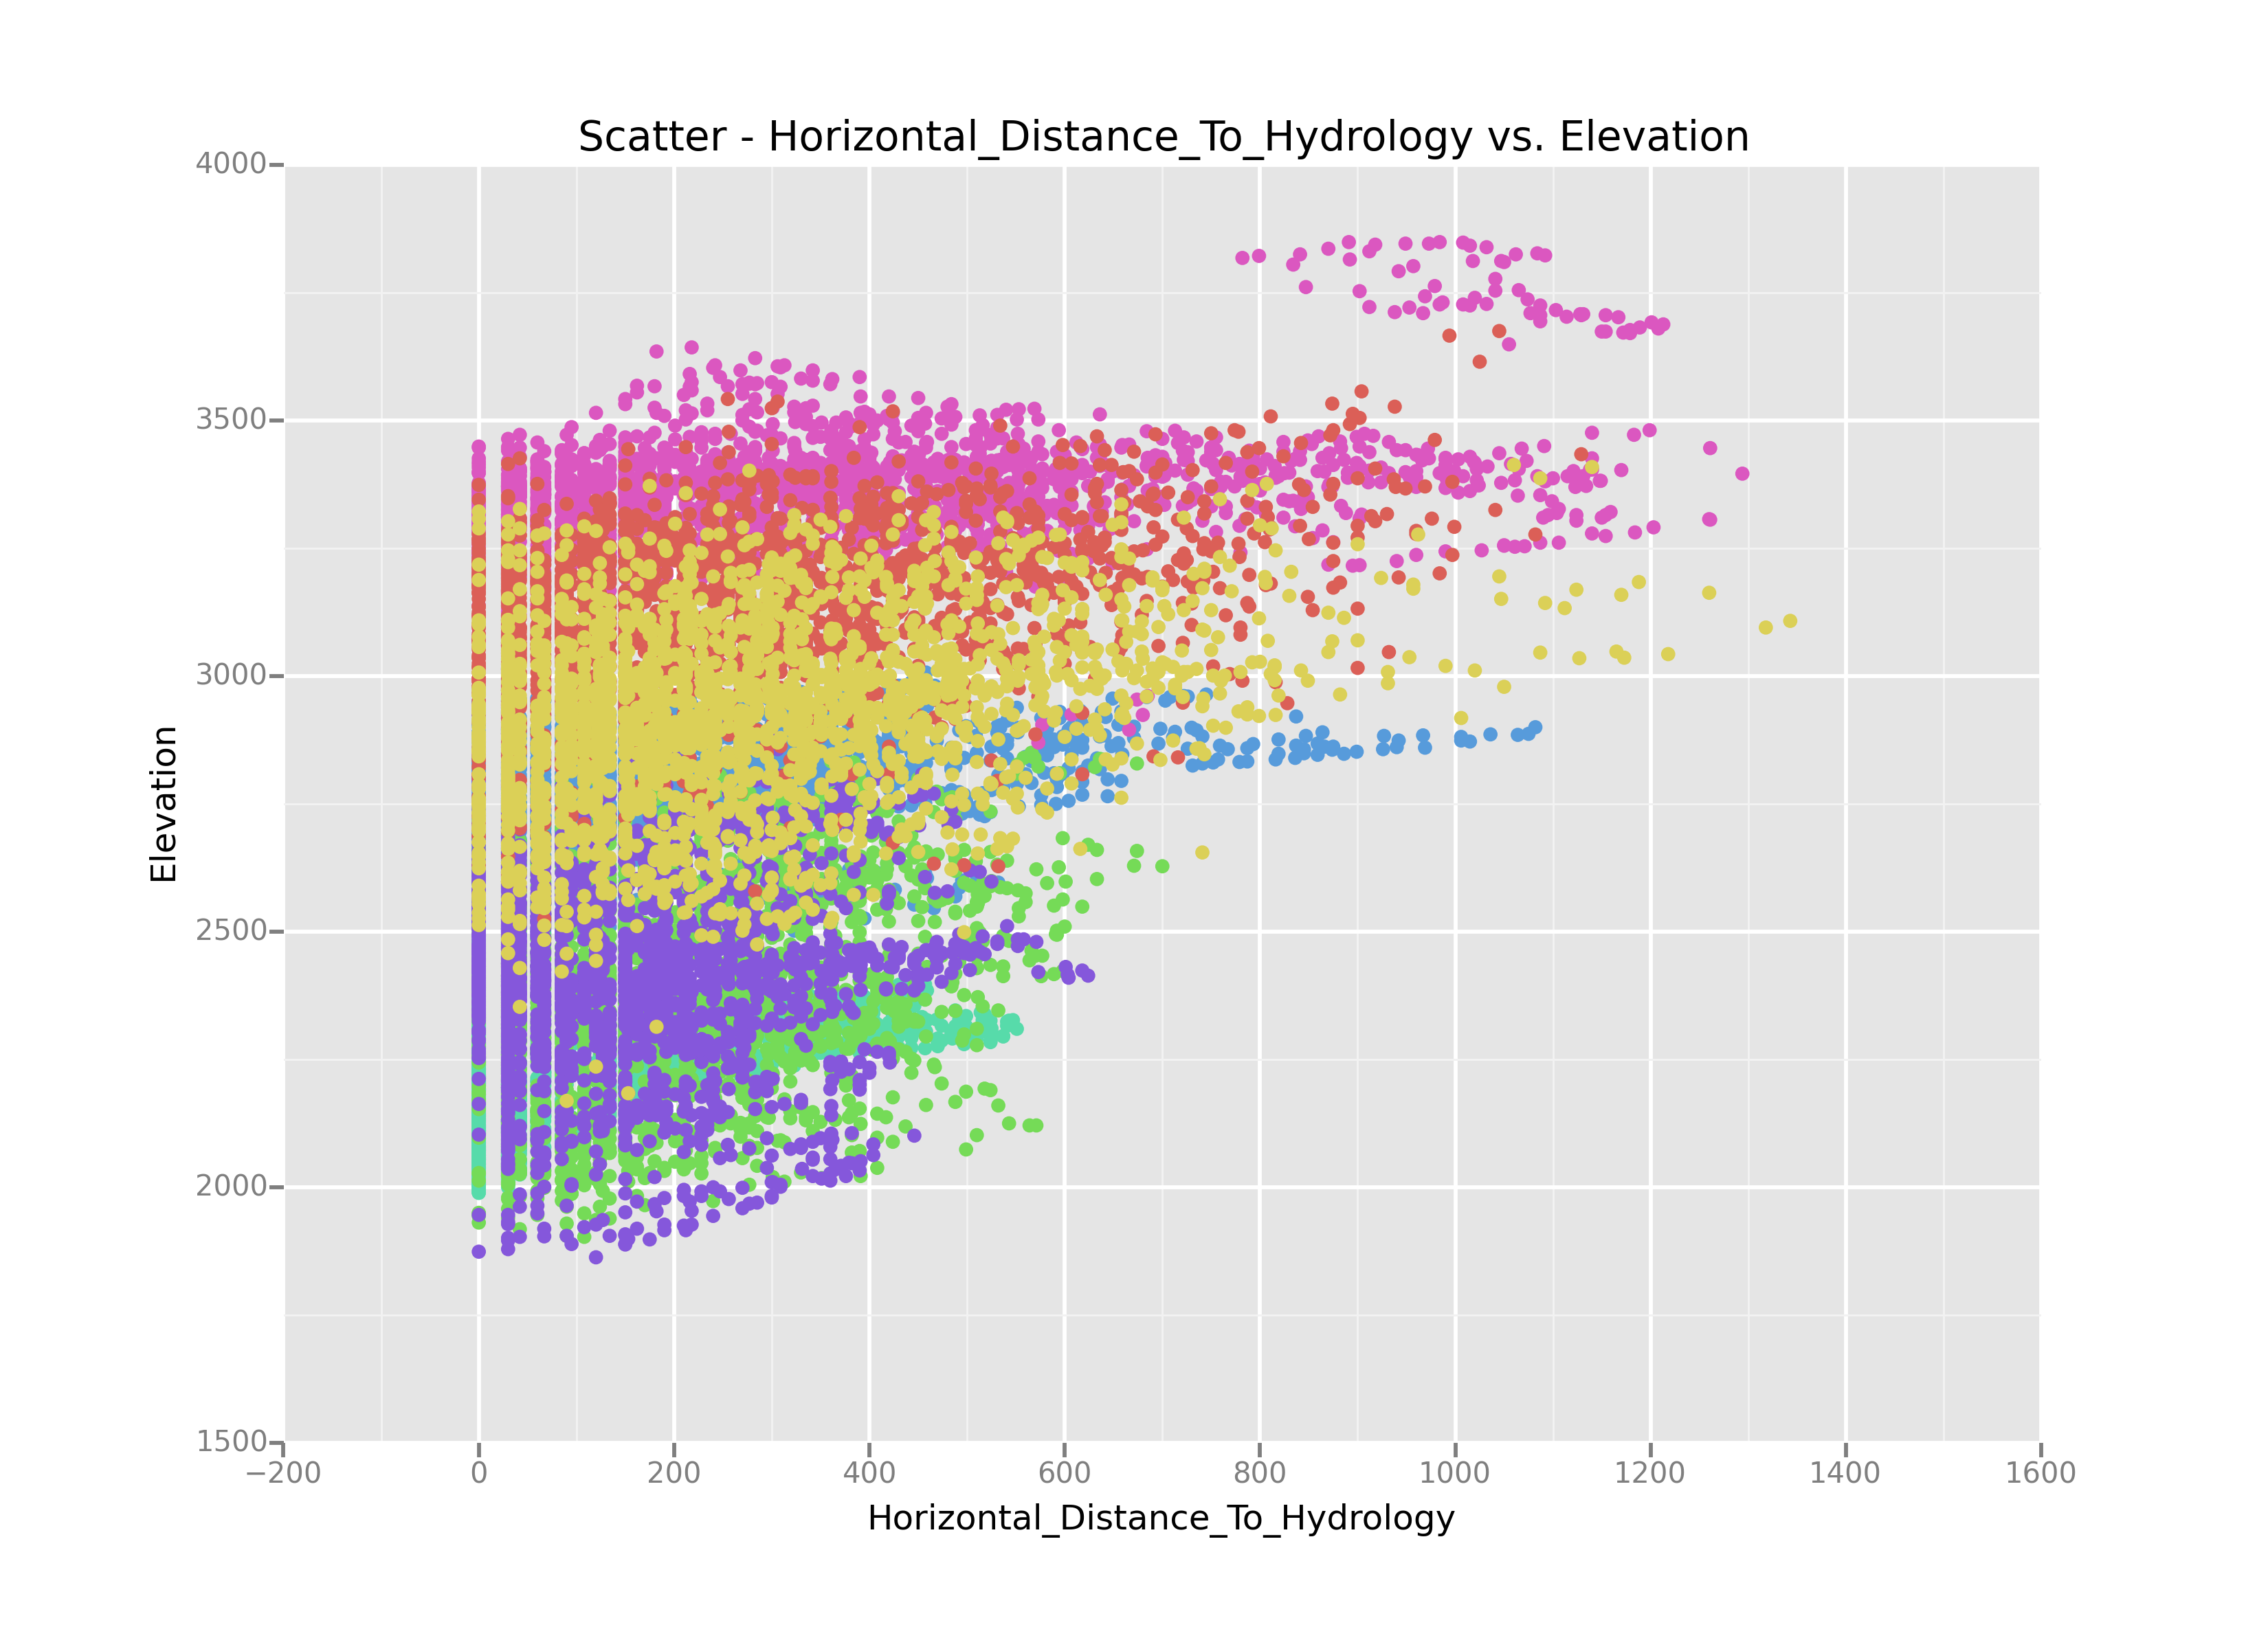 Scatter - Horizontal_Distance_To_Hydrology vs. Elevation
4000
3500
3000
2500
2000
1500
Elevation
−200 0 200 400 600 800 1000 1200 1400 1600
Horizontal_Distance_To_Hydrology